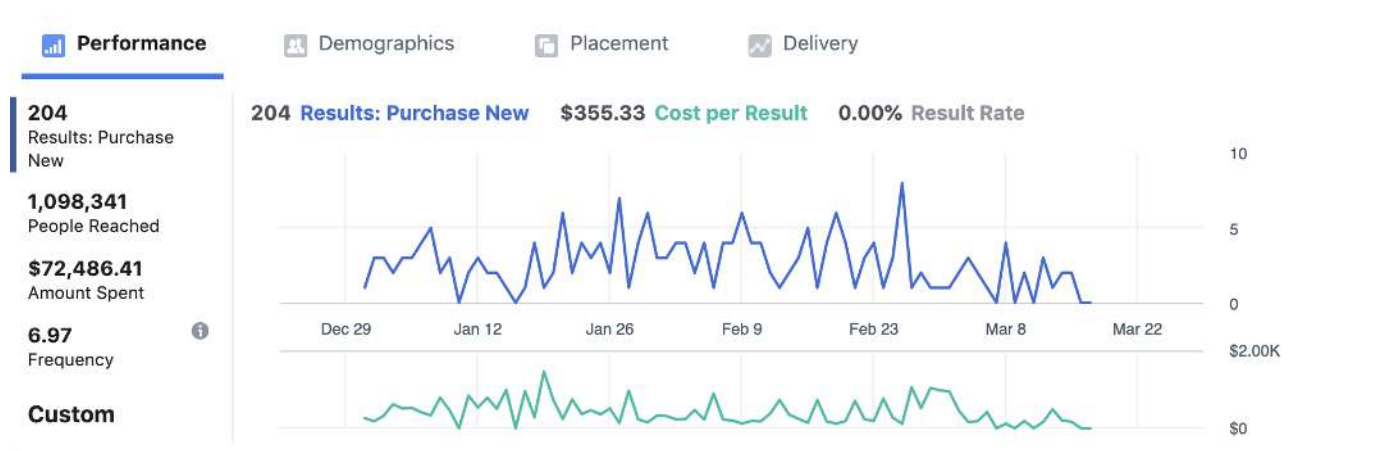 Performance Demographics Placement Delivery
204
Results: Purchase
New
1,098,341
People Reached
$72,486.41
Amount Spent
6.97
Frequency
Custom
204 Results: Purchase New $355.33 Cost per Result 0.00% Result Rate
10
5
0
Dec 29 Jan 12 Jan 26 Feb 9 Feb 23 Mar 8 Mar 22
$2.00K
$0